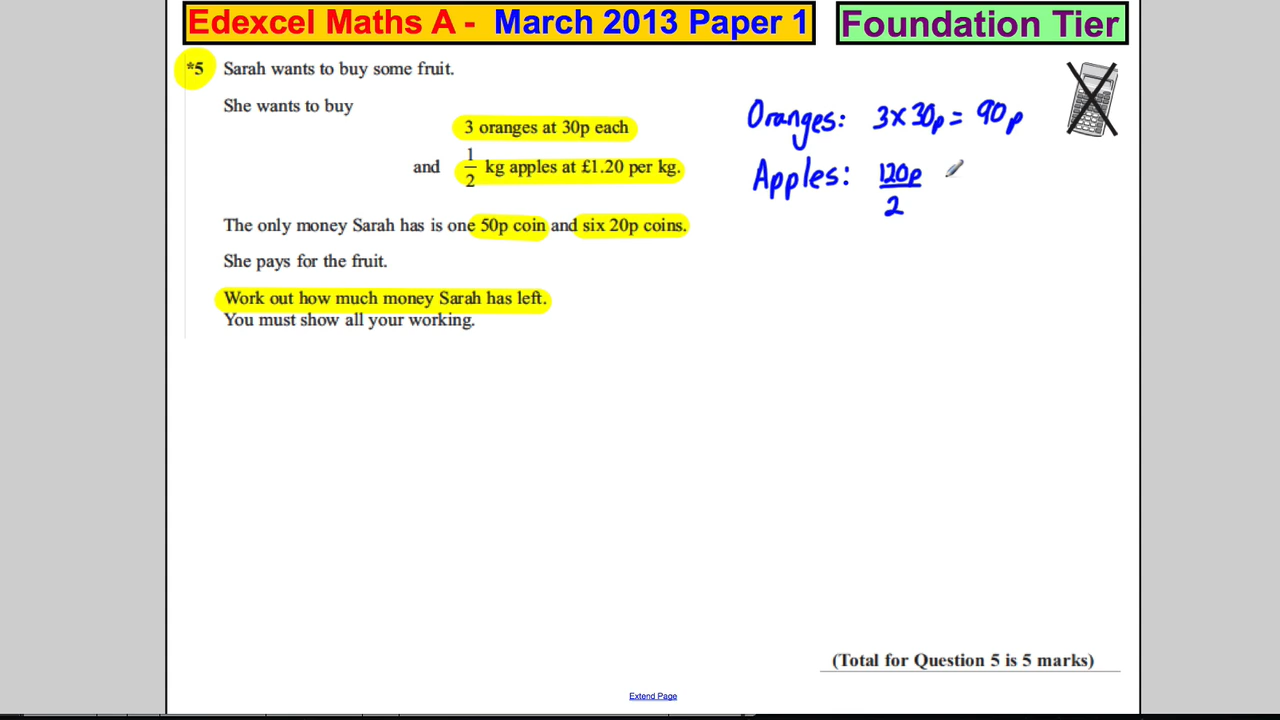 Edexcel Maths A - March 2013 Paper 1
Foundation Tier
*5 Sarah wants to buy some fruit.
She wants to buy
3 oranges at 30p each
and 1/2 kg apples at £1.20 per kg.
The only money Sarah has is one 50p coin and six 20p coins.
She pays for the fruit.
Work out how much money Sarah has left.
You must show all your working.
Oranges: 3 x 30p = 90p
Apples: 120p
2
(Total for Question 5 is 5 marks)
Extend Page